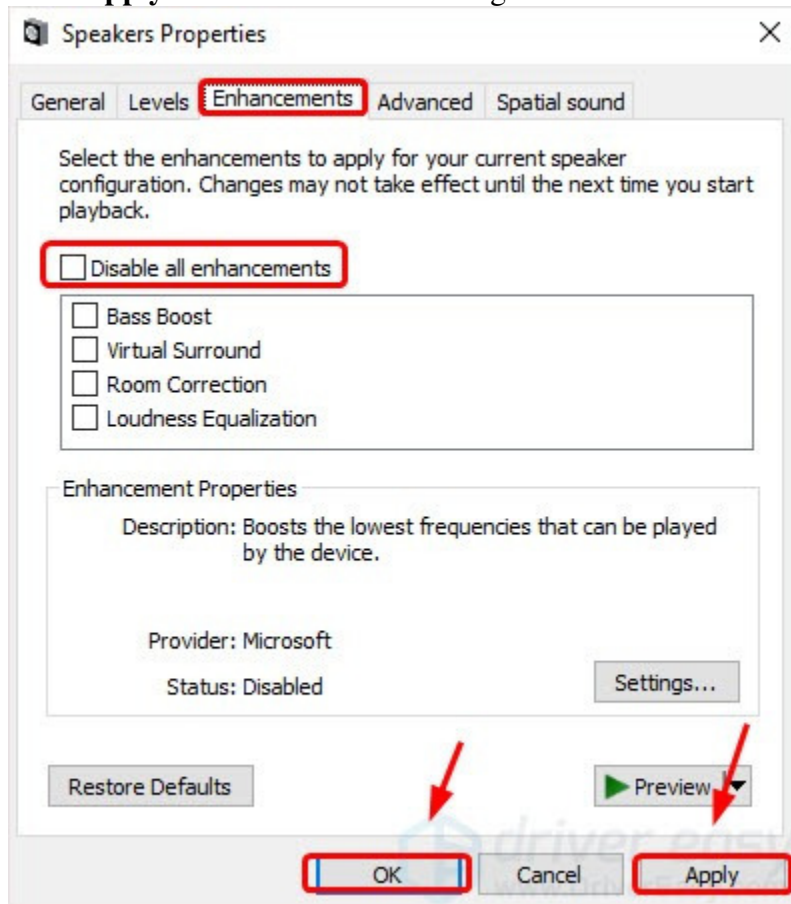 Apply
Speakers Properties
General Levels Enhancements Advanced Spatial sound
Select the enhancements to apply for your current speaker
configuration. Changes may not take effect until the next time you start
playback.
Disable all enhancements
Bass Boost
Virtual Surround
Room Correction
Loudness Equalization
Enhancement Properties
Description: Boosts the lowest frequencies that can be played
by the device.
Provider: Microsoft
Status: Disabled
Settings...
Restore Defaults
Preview
driver easy
OK Cancel Apply